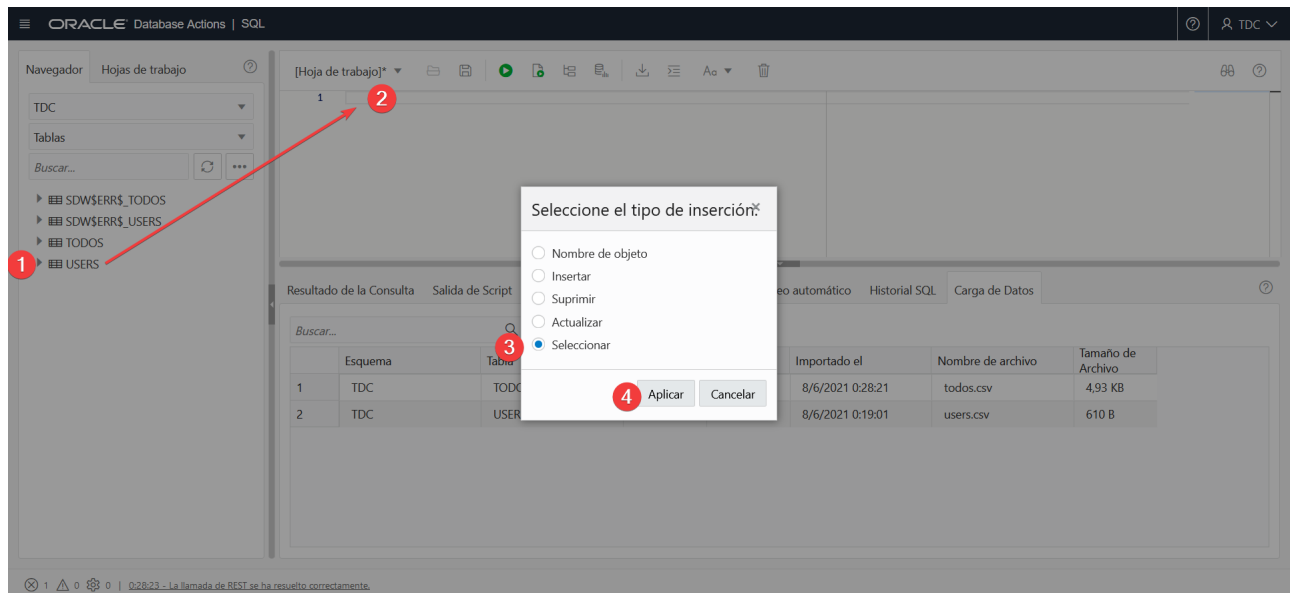 ORACLE Database Actions | SQL
TDC
Navegador Hojas de trabajo
TDC
Tablas
Buscar...
SDW$ERR$_TODOS
SDW$ERR$_USERS
TODOS
1 USERS
[Hoja de trabajo]* Aa
1 2
Seleccione el tipo de inserción:
Nombre de objeto
Insertar
Suprimir
Actualizar
3 Seleccionar
4 Aplicar Cancelar
Resultado de la Consulta Salida de Script eo automático Historial SQL Carga de Datos
Buscar...
Esquema Tabla Importado el Nombre de archivo Tamaño de Archivo
1 TDC TODO 8/6/2021 0:28:21 todos.csv 4,93 KB
2 TDC USER 8/6/2021 0:19:01 users.csv 610 B
1 0 0 | 0:28:23 - La llamada de REST se ha resuelto correctamente.